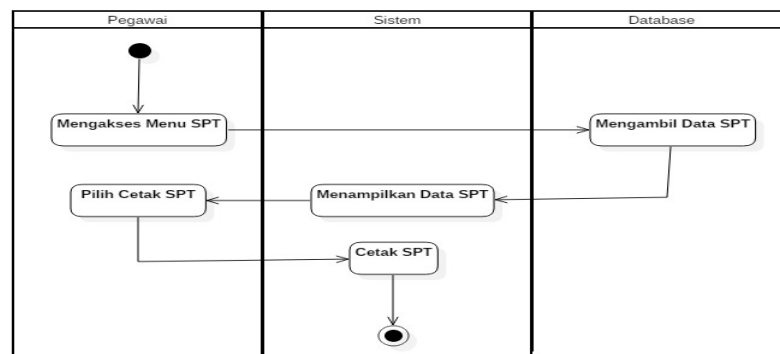 Pegawai
Sistem
Database
Mengakses Menu SPT
Mengambil Data SPT
Pilih Cetak SPT
Menampilkan Data SPT
Cetak SPT